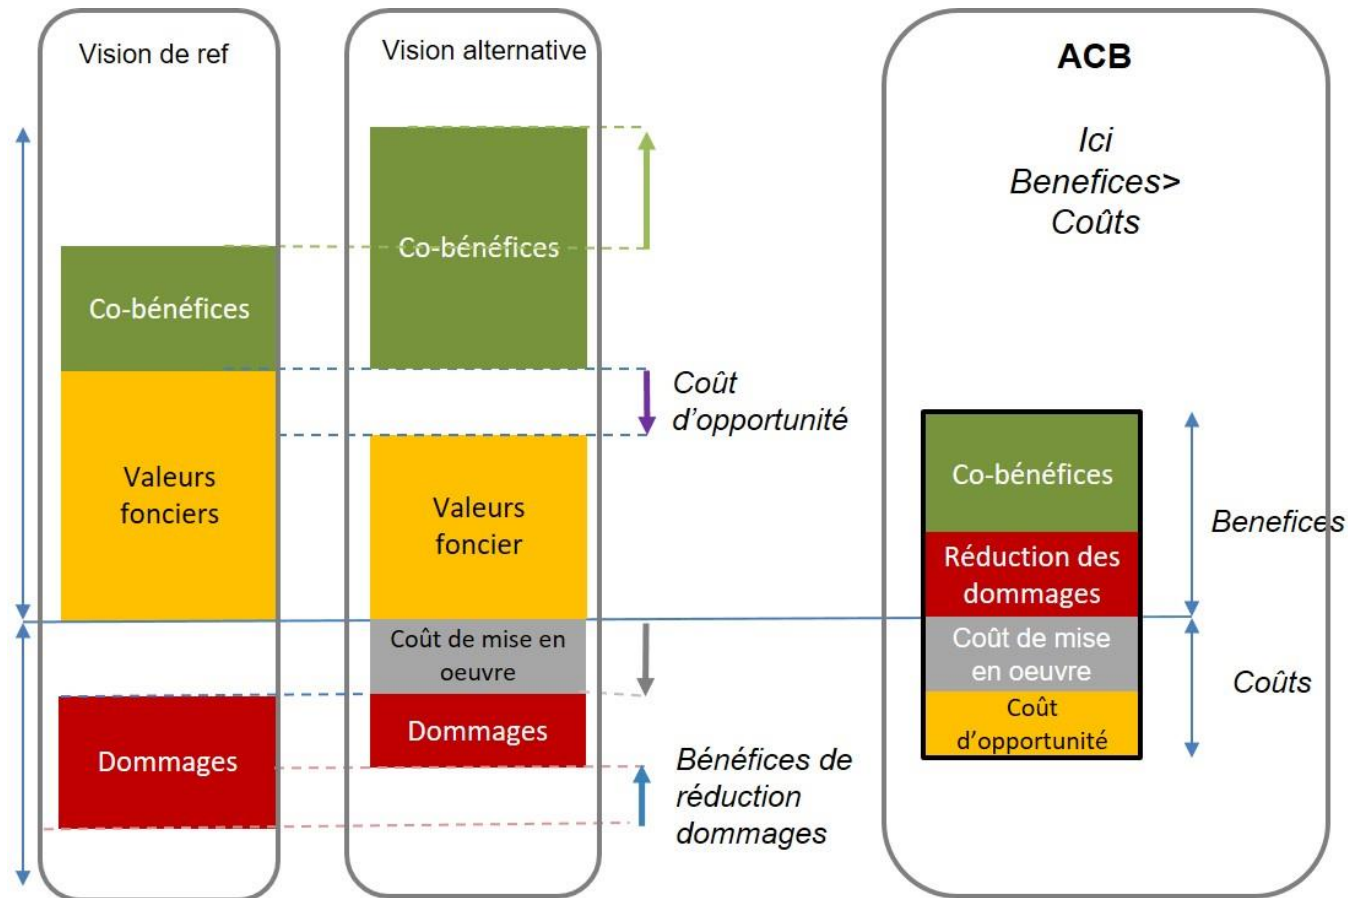 Vision de ref
Co-bénéfices
Valeurs
fonciers
Dommages
Vision alternative
Co-bénéfices
Valeurs
foncier
Coût de mise en
oeuvre
Dommages
Coût
d'opportunité
Bénéfices de
réduction
dommages
ACB
Ici
Benefices>
Coûts
Co-bénéfices
Réduction des
dommages
Coût de mise
en oeuvre
Coût
d'opportunité
Benefices
Coûts